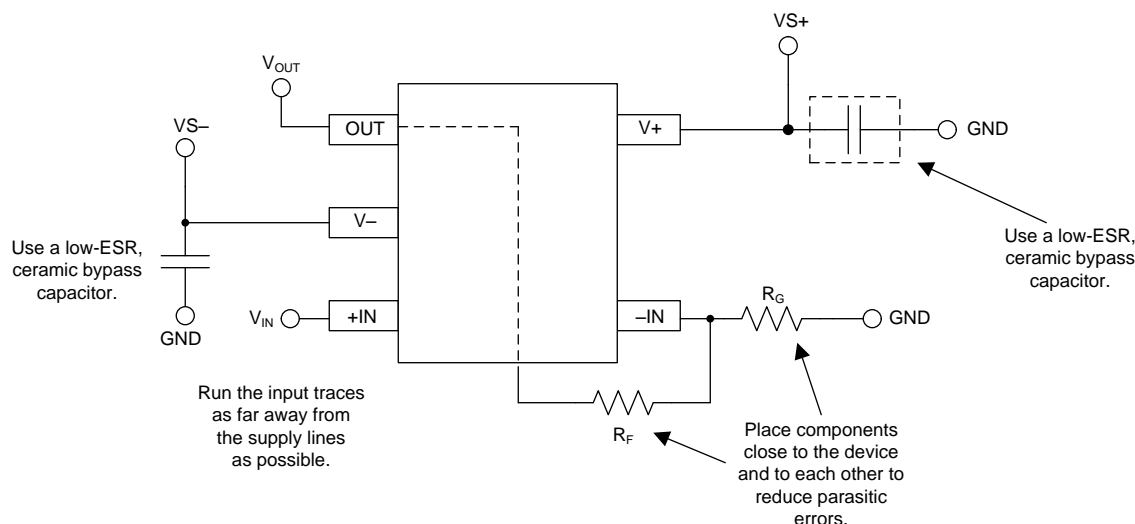 VS+
VOUT
OUT
V+
GND
VS–
V–
Use a low-ESR,
ceramic bypass
capacitor.
Use a low-ESR,
ceramic bypass
capacitor.
GND
VIN
+IN
–IN
RG
GND
Run the input traces
as far away from
the supply lines
as possible.
RF
Place components
close to the device
and to each other to
reduce parasitic
errors.